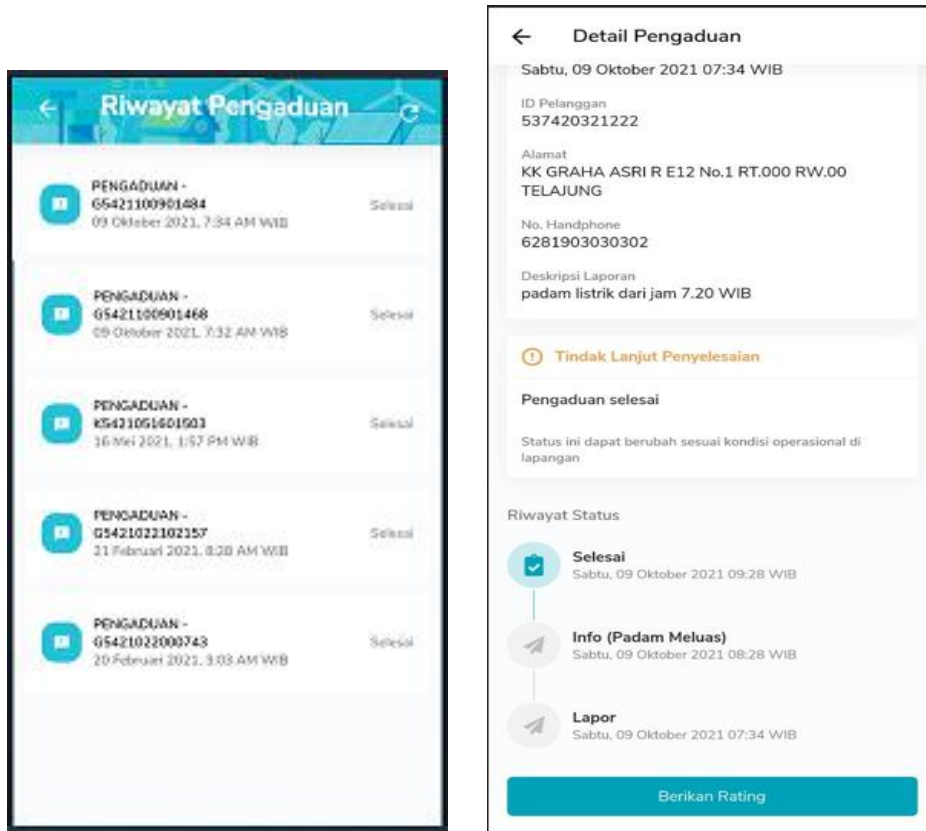 Riwayat Pengaduan
PENGADUAN -
G5421100901484
09 Oktober 2021, 7:34 AM WIB
Selesai
PENGADUAN -
G5421100901468
09 Oktober 2021, 7:32 AM WIB
Selesai
PENGADUAN -
K5421051601503
16 Mei 2021, 1:57 PM WIB
Selesai
PENGADUAN -
G5421022102157
21 Februari 2021, 8:28 AM WIB
Selesai
PENGADUAN -
G5421022000743
20 Februari 2021, 3:03 AM WIB
Selesai
Detail Pengaduan
Sabtu, 09 Oktober 2021 07:34 WIB
ID Pelanggan
537420321222
Alamat
KK GRAHA ASRI R E12 No.1 RT.000 RW.00
TELAJUNG
No. Handphone
6281903030302
Deskripsi Laporan
padam listrik dari jam 7.20 WIB
Tindak Lanjut Penyelesaian
Pengaduan selesai
Status ini dapat berubah sesuai kondisi operasional di
lapangan
Riwayat Status
Selesai
Sabtu, 09 Oktober 2021 09:28 WIB
Info (Padam Meluas)
Sabtu, 09 Oktober 2021 08:28 WIB
Lapor
Sabtu, 09 Oktober 2021 07:34 WIB
Berikan Rating